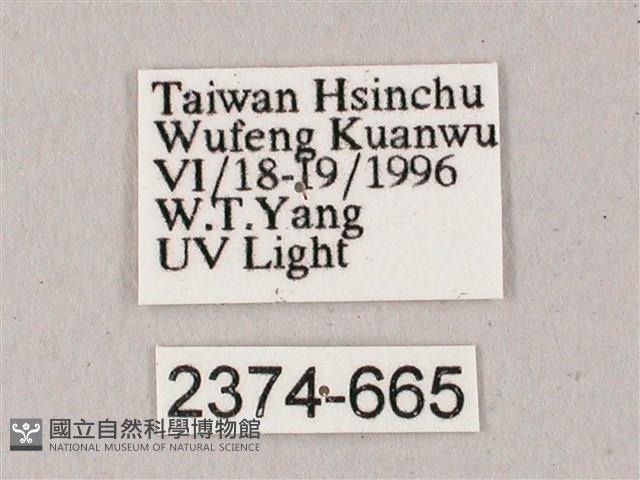 Taiwan Hsinchu
Wufeng Kuanwu
VI/18-19/1996
W.T.Yang
UV Light
2374-665
國立自然科學博物館
NATIONAL MUSEUM OF NATURAL SCIENCE